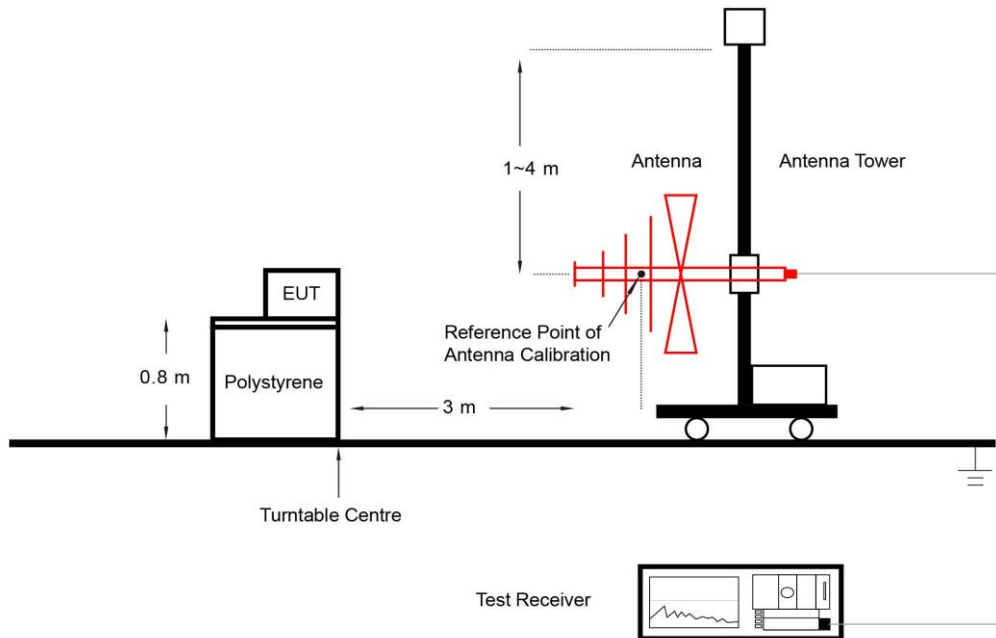 Antenna
Antenna Tower
1~4 m
EUT
Reference Point of
Antenna Calibration
0.8 m
Polystyrene
3 m
Turntable Centre
Test Receiver